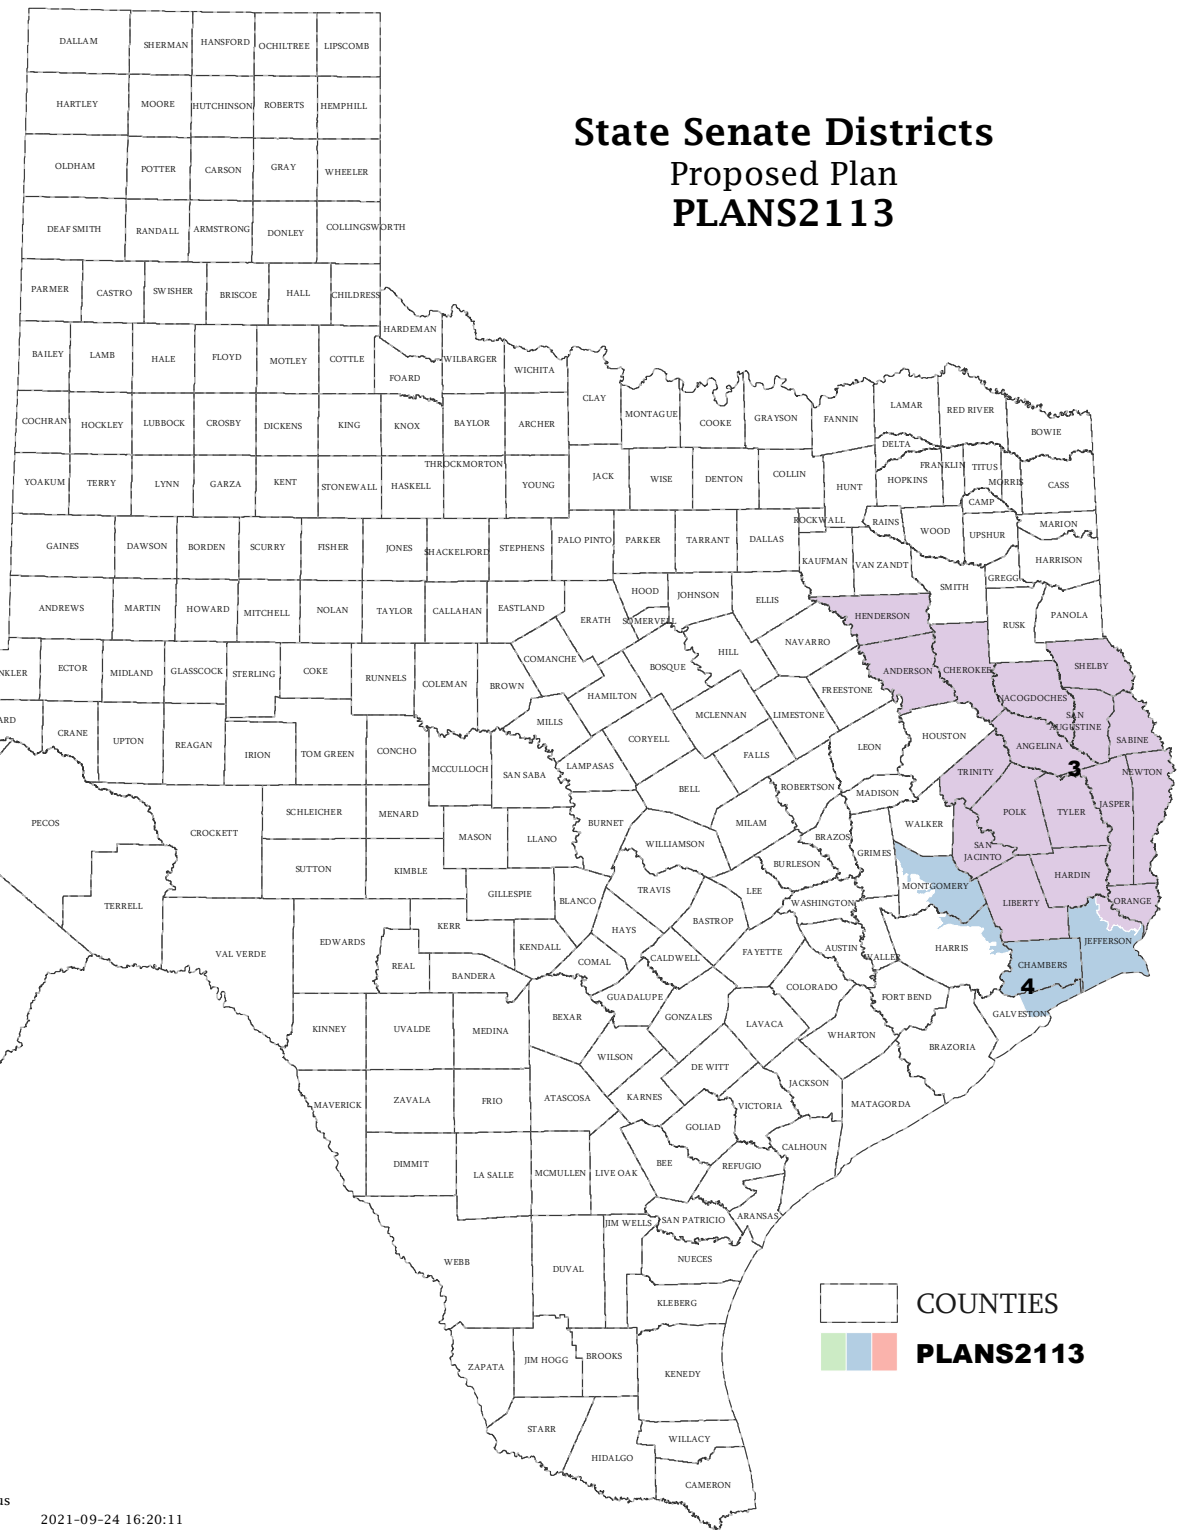 State Senate Districts
Proposed Plan
PLANS2113
DALLAM
SHERMAN
HANSFORD
OCHILTREE
LIPSCOMB
HARTLEY
MOORE
HUTCHINSON
ROBERTS
HEMPHILL
OLDHAM
POTTER
CARSON
GRAY
WHEELER
DEAF SMITH
RANDALL
ARMSTRONG
DONLEY
COLLINGSWORTH
PARMER
CASTRO
SWISHER
BRISCOE
HALL
CHILDRESS
HARDEMAN
BAILEY
LAMB
HALE
FLOYD
MOTLEY
COTTLE
FOARD
WILBARGER
WICHITA
CLAY
MONTAGUE
COOKE
GRAYSON
FANNIN
LAMAR
RED RIVER
BOWIE
COCHRAN
HOCKLEY
LUBBOCK
CROSBY
DICKENS
KING
KNOX
BAYLOR
ARCHER
DELTA
THROCKMORTON
YOAKUM
TERRY
LYNN
GARZA
KENT
STONEWALL
HASKELL
YOUNG
JACK
WISE
DENTON
COLLIN
HUNT
HOPKINS
FRANKLIN
TITUS
MORRIS
CASS
CAMP
GAINES
DAWSON
BORDEN
SCURRY
FISHER
JONES
SHACKELFORD
STEPHENS
PALO PINTO
PARKER
TARRANT
DALLAS
ROCKWALL
RAINS
WOOD
UPSHUR
MARION
KAUFMAN
VAN ZANDT
HARRISON
GREGG
SMITH
ANDREWS
MARTIN
HOWARD
MITCHELL
NOLAN
TAYLOR
CALLAHAN
EASTLAND
ERATH
HOOD
SOMERVELL
JOHNSON
ELLIS
HENDERSON
RUSK
PANOLA
NKLER
ECTOR
MIDLAND
GLASSCOCK
STERLING
COKE
RUNNELS
COLEMAN
BROWN
COMANCHE
BOSQUE
HILL
NAVARRO
ANDERSON
CHEROKEE
SHELBY
HAMILTON
FREESTONE
NACOGDOCHES
ARD
CRANE
UPTON
REAGAN
IRION
TOM GREEN
CONCHO
MILLS
CORYELL
MCLENNAN
LIMESTONE
HOUSTON
SAN
AUGUSTINE
ANGELINA
SABINE
MCCULLOCH
SAN SABA
LAMPASAS
FALLS
LEON
TRINITY
3
NEWTON
PECOS
CROCKETT
SCHLEICHER
MENARD
BELL
ROBERTSON
MADISON
POLK
TYLER
JASPER
MASON
LLANO
BURNET
WILLIAMSON
MILAM
BRAZOS
GRIMES
WALKER
SAN
JACINTO
SUTTON
KIMBLE
BURLESON
HARDIN
TERRELL
GILLESPIE
BLANCO
TRAVIS
LEE
WASHINGTON
MONTGOMERY
LIBERTY
ORANGE
VAL VERDE
EDWARDS
KERR
KENDALL
HAYS
BASTROP
FAYETTE
AUSTIN
WALLER
HARRIS
JEFFERSON
REAL
BANDERA
COMAL
CALDWELL
COLORADO
CHAMBERS
4
KINNEY
UVALDE
MEDINA
BEXAR
GUADALUPE
GONZALES
LAVACA
FORT BEND
GALVESTON
WILSON
WHARTON
BRAZORIA
DE WITT
MAVERICK
ZAVALA
FRIO
ATASCOSA
KARNES
VICTORIA
JACKSON
MATAGORDA
GOLIAD
DIMMIT
LA SALLE
MCMULLEN
LIVE OAK
BEE
REFUGIO
CALHOUN
JIM WELLS
SAN PATRICIO
ARANSAS
WEBB
DUVAL
NUECES
KLEBERG
COUNTIES
PLANS2113
ZAPATA
JIM HOGG
BROOKS
KENEDY
STARR
HIDALGO
WILLACY
CAMERON
us
2021-09-24 16:20:11